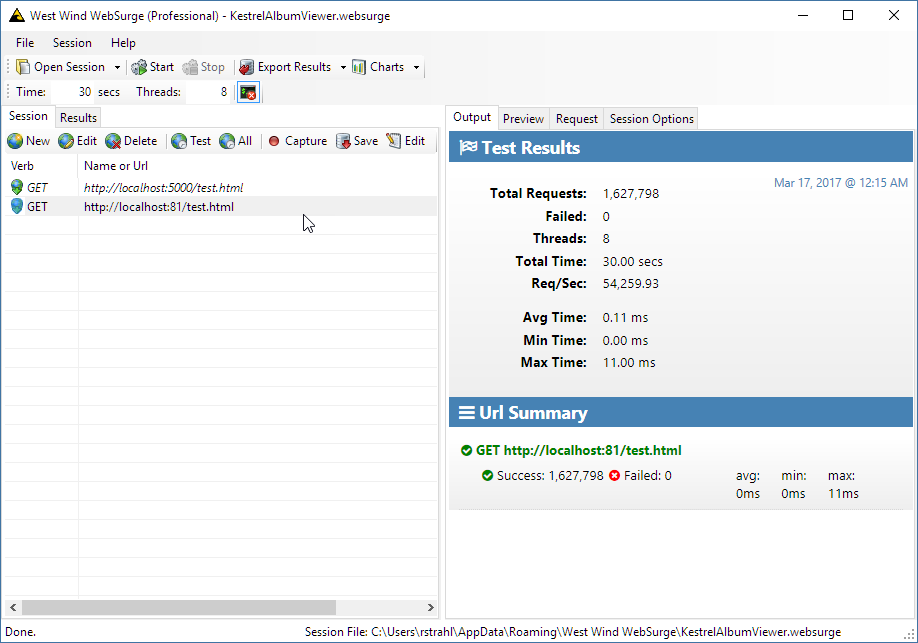 West Wind WebSurge (Professional) - KestrelAlbumViewer.websurge
File Session Help
Open Session Start Stop Export Results Charts
Time: 30 secs Threads: 8
Session Results
New Edit Delete Test All Capture Save Edit
Verb Name or Url
GET http://localhost:5000/test.html
GET http://localhost:81/test.html
Output Preview Request Session Options
Test Results
Mar 17, 2017 @ 12:15 AM
Total Requests: 1,627,798
Failed: 0
Threads: 8
Total Time: 30.00 secs
Req/Sec: 54,259.93
Avg Time: 0.11 ms
Min Time: 0.00 ms
Max Time: 11.00 ms
Url Summary
GET http://localhost:81/test.html
Success: 1,627,798 Failed: 0 avg: min: max:
0ms 0ms 11ms
Done. Session File: C:\Users\rstrahl\AppData\Roaming\West Wind WebSurge\KestrelAlbumViewer.websurge